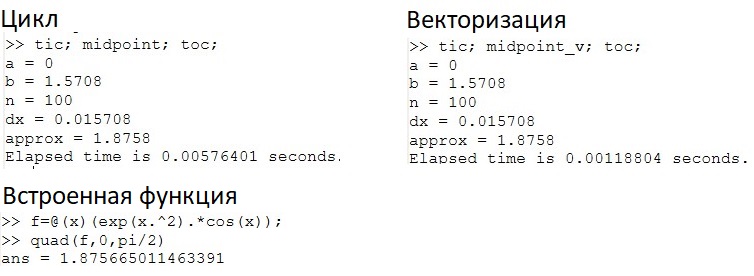 Цикл
>> tic; midpoint; toc;
a = 0
b = 1.5708
n = 100
dx = 0.015708
approx = 1.8758
Elapsed time is 0.00576401 seconds.
Векторизация
>> tic; midpoint_v; toc;
a = 0
b = 1.5708
n = 100
dx = 0.015708
approx = 1.8758
Elapsed time is 0.00118804 seconds.
Встроенная функция
>> f=@(x)(exp(x.^2).*cos(x));
>> quad(f,0,pi/2)
ans = 1.875665011463391